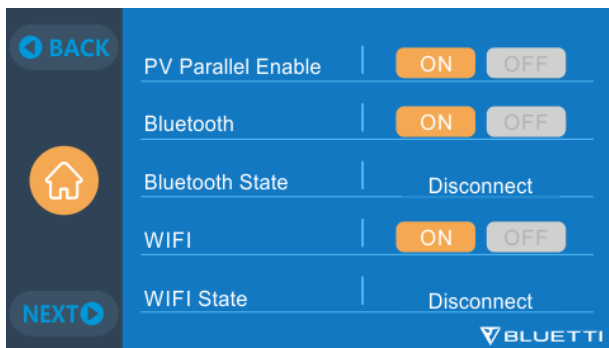 BACK
PV Parallel Enable ON OFF
Bluetooth ON OFF
Bluetooth State Disconnect
WIFI ON OFF
WIFI State Disconnect
NEXT
BLUETTI